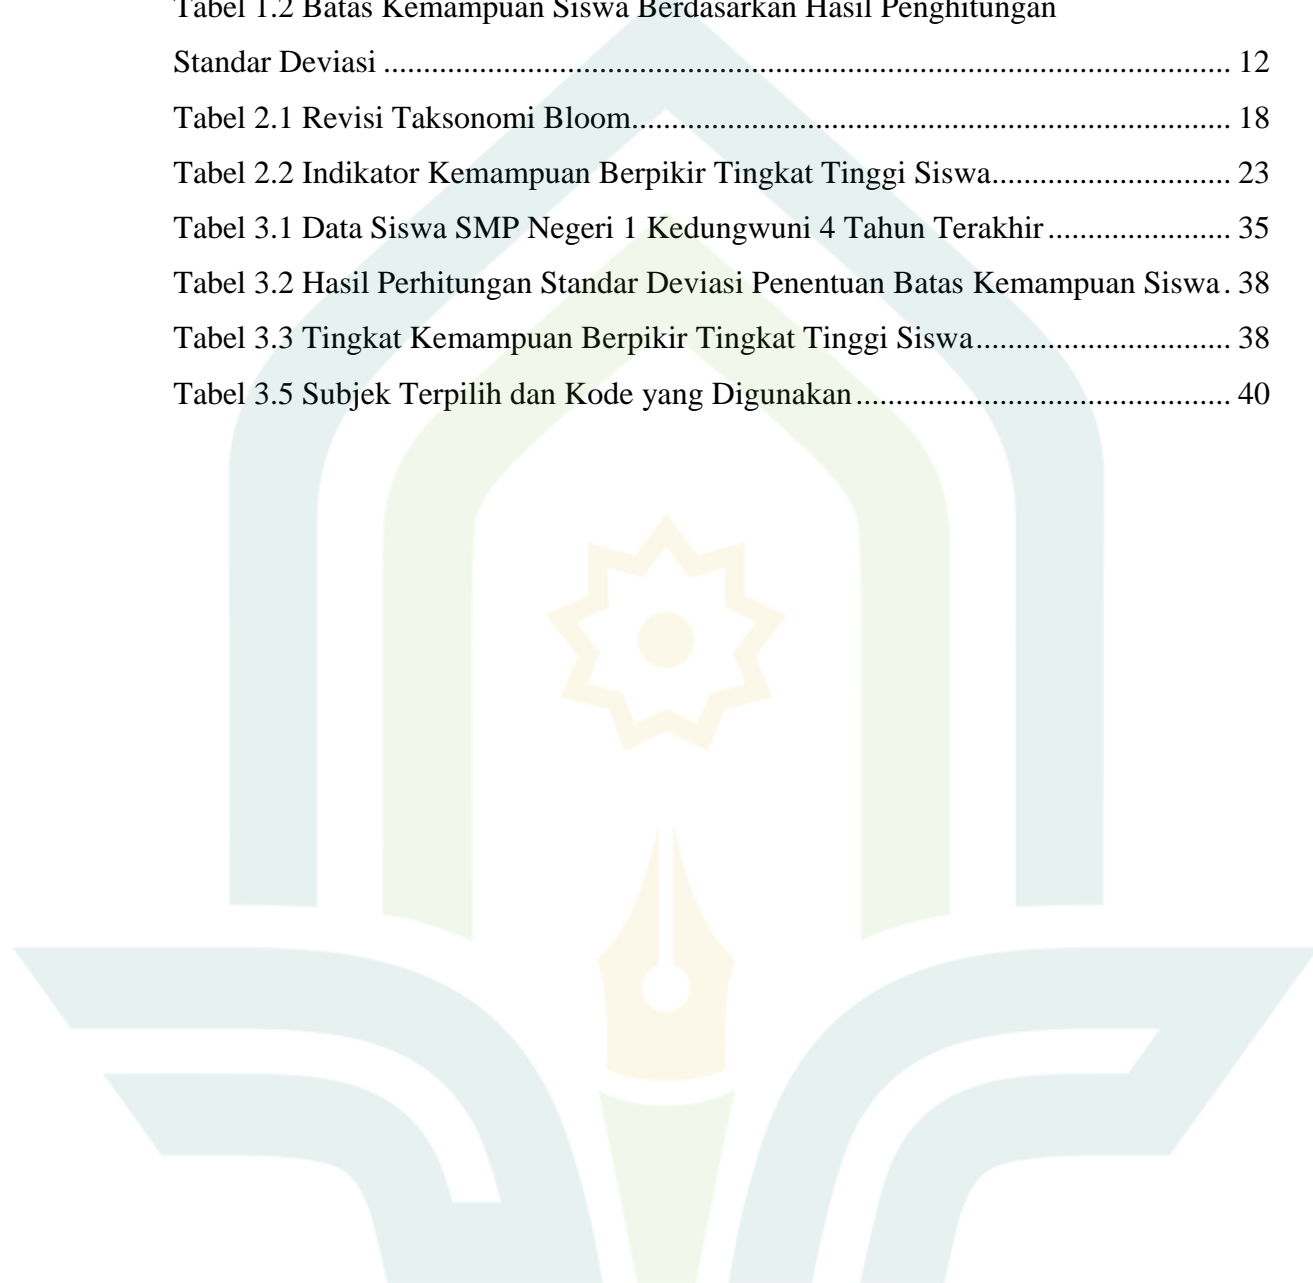 Tabel 1.2 Batas Kemampuan Siswa Berdasarkan Hasil Penghitungan
Standar Deviasi ........................................................................................................... 12
Tabel 2.1 Revisi Taksonomi Bloom........................................................................... 18
Tabel 2.2 Indikator Kemampuan Berpikir Tingkat Tinggi Siswa.............................. 23
Tabel 3.1 Data Siswa SMP Negeri 1 Kedungwuni 4 Tahun Terakhir ....................... 35
Tabel 3.2 Hasil Perhitungan Standar Deviasi Penentuan Batas Kemampuan Siswa . 38
Tabel 3.3 Tingkat Kemampuan Berpikir Tingkat Tinggi Siswa................................ 38
Tabel 3.5 Subjek Terpilih dan Kode yang Digunakan ............................................... 40